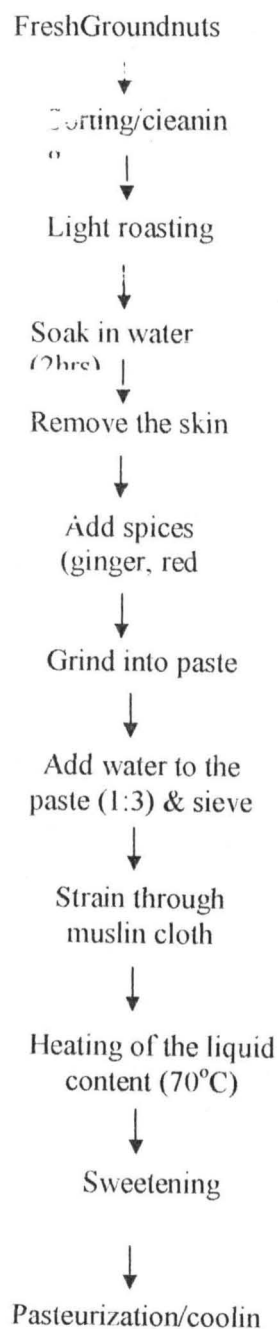 FreshGroundnuts
Light roasting
Soak in water
(2hrs)
Remove the skin
Add spices
(ginger, red
Grind into paste
Add water to the
paste (1:3) & sieve
Strain through
muslin cloth
Heating of the liquid
content (70°C)
Sweetening
Pasteurization/coolin